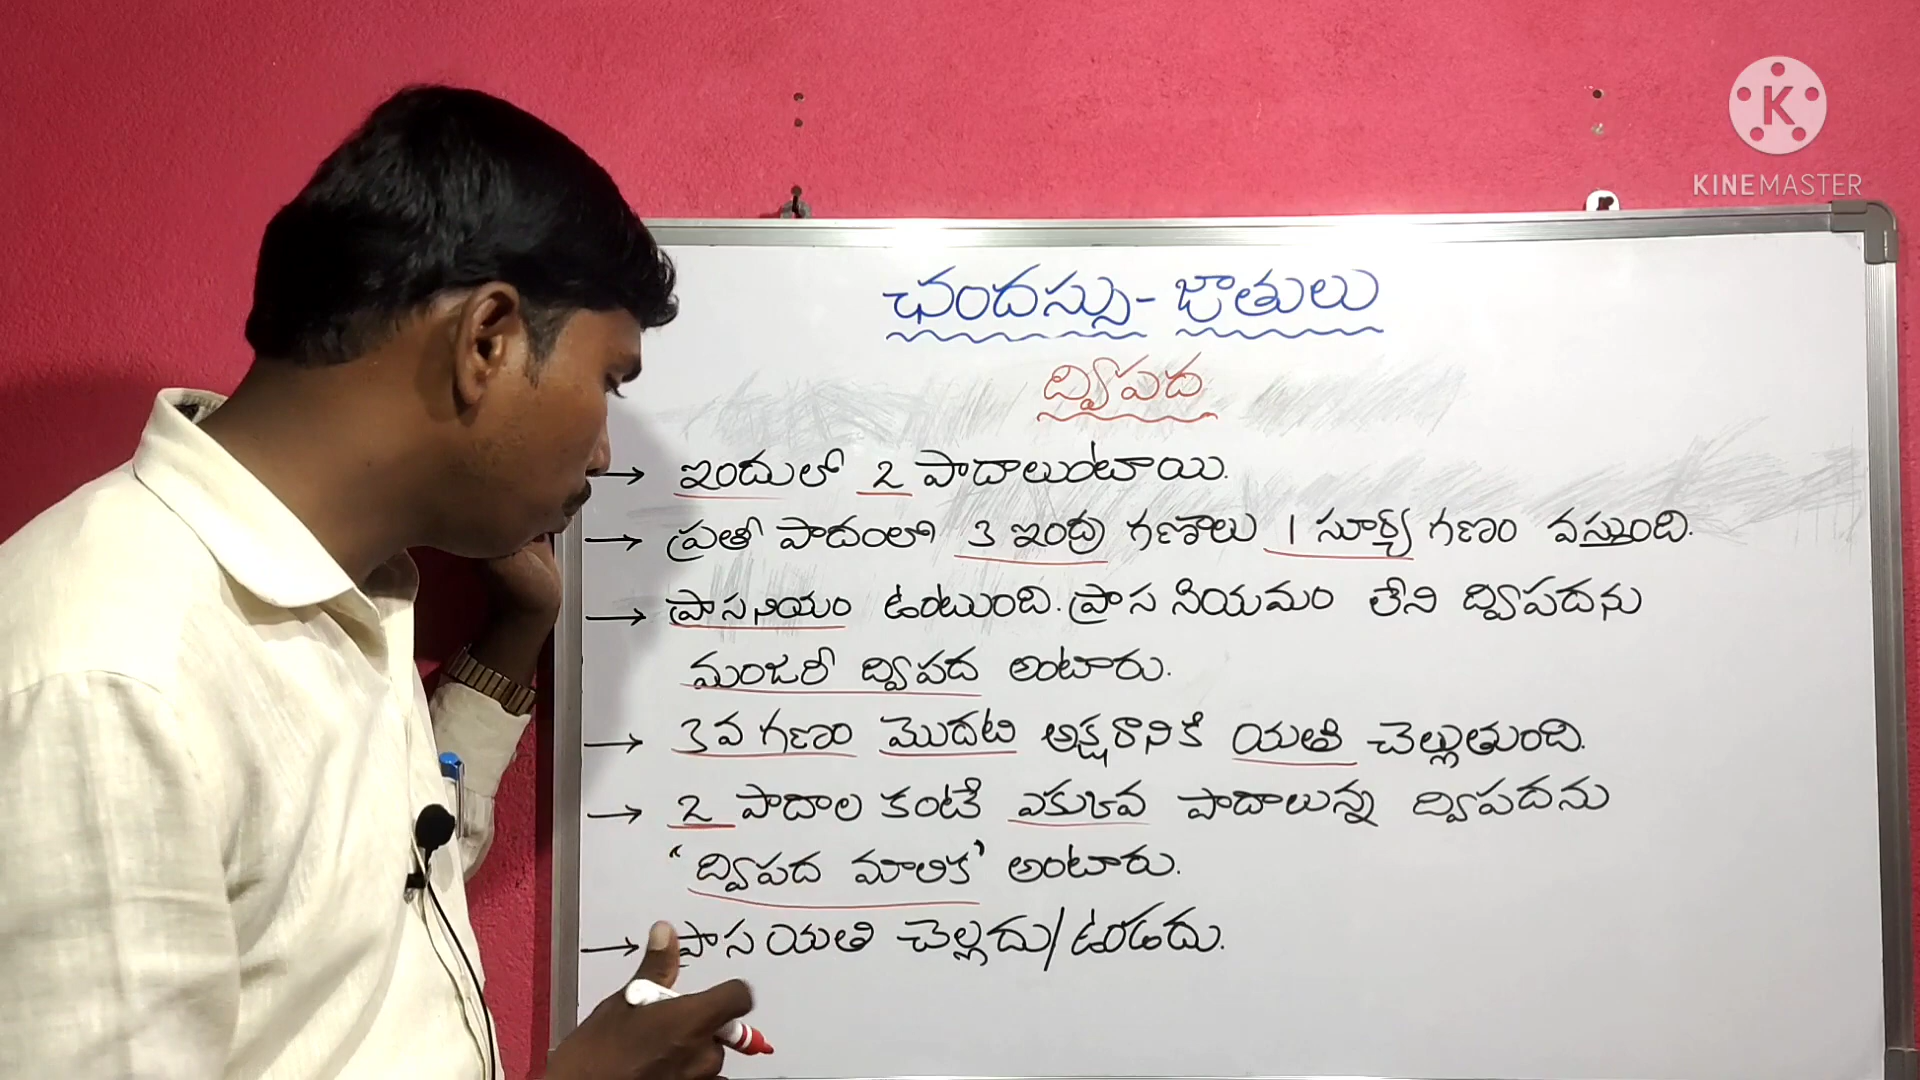 KINEMASTER
ఛందస్సు - జాతులు
ద్విపద
→ ఇందులో 2 పాదాలుంటాయి.
→ ప్రతీ పాదంలో 3 ఇంద్ర గణాలు 1 సూర్య గణం వస్తుంది.
→ ప్రాసనియం ఉంటుంది. ప్రాస నియమం లేని ద్విపదను
మంజరీ ద్విపద అంటారు.
→ 3వ గణం మొదటి అక్షరానికి యతి చెల్లుతుంది.
→ 2 పాదాల కంటే ఎక్కువ పాదాలున్న ద్విపదను
“ద్విపద మాలిక” అంటారు.
→ ప్రాస యతి చెల్లదు/ఉండదు.